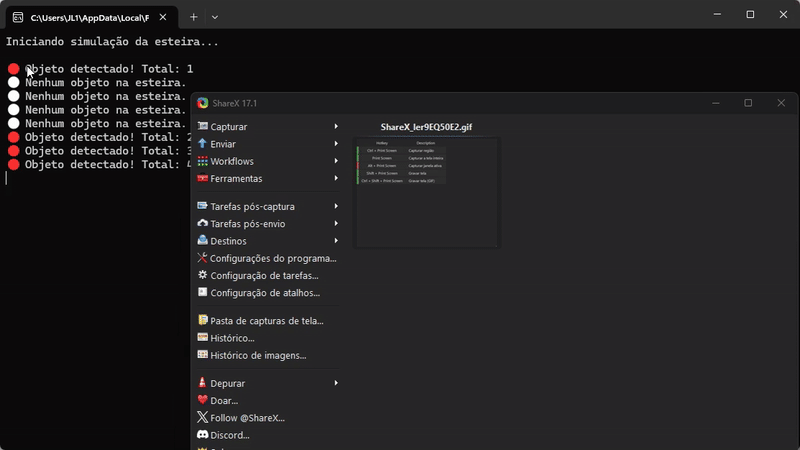 C:\Users\JL1\AppData\Local\F
Iniciando simulação da esteira...
Objeto detectado! Total: 1
Nenhum objeto na esteira.
Nenhum objeto na esteira.
Nenhum objeto na esteira.
Nenhum objeto na esteira.
Objeto detectado! Total: 2
Objeto detectado! Total: 3
Objeto detectado! Total: 4
ShareX 17.1
Capturar
Enviar
Workflows
Ferramentas
Tarefas pós-captura
Tarefas pós-envio
Destinos
Configurações do programa...
Configuração de tarefas...
Configuração de atalhos...
Pasta de capturas de tela...
Histórico...
Histórico de imagens...
Depurar
Doar...
Follow @ShareX...
Discord...
ShareX_ler9EQ50E2.gif
Hotkey Description
Ctrl + Print Screen Capturar região
Print Screen Capturar a tela inteira
Alt + Print Screen Capturar janela ativa
Shift + Print Screen Gravar tela
Ctrl + Shift + Print Screen Gravar tela (GIF)